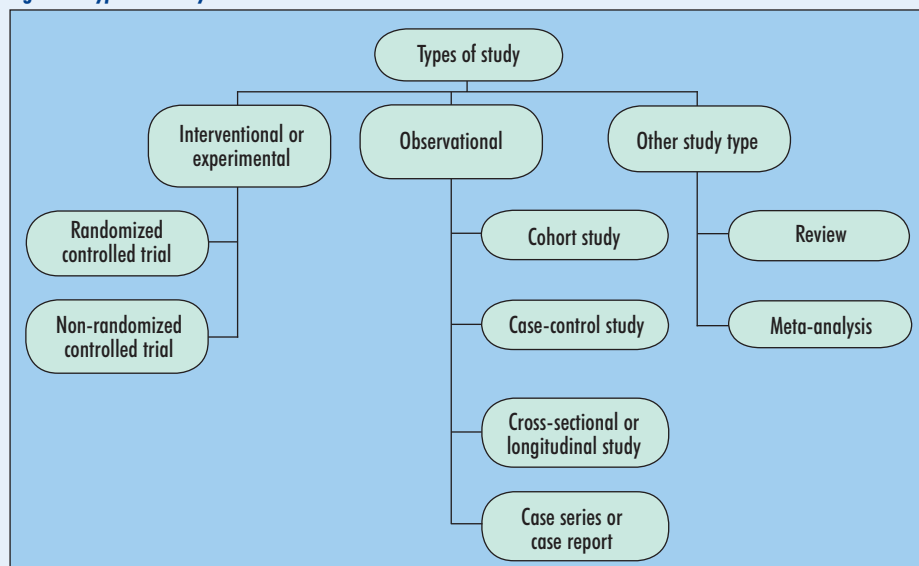 Types of study
Interventional or
experimental
Observational
Other study type
Randomized
controlled trial
Non-randomized
controlled trial
Cohort study
Case-control study
Cross-sectional or
longitudinal study
Case series or
case report
Review
Meta-analysis